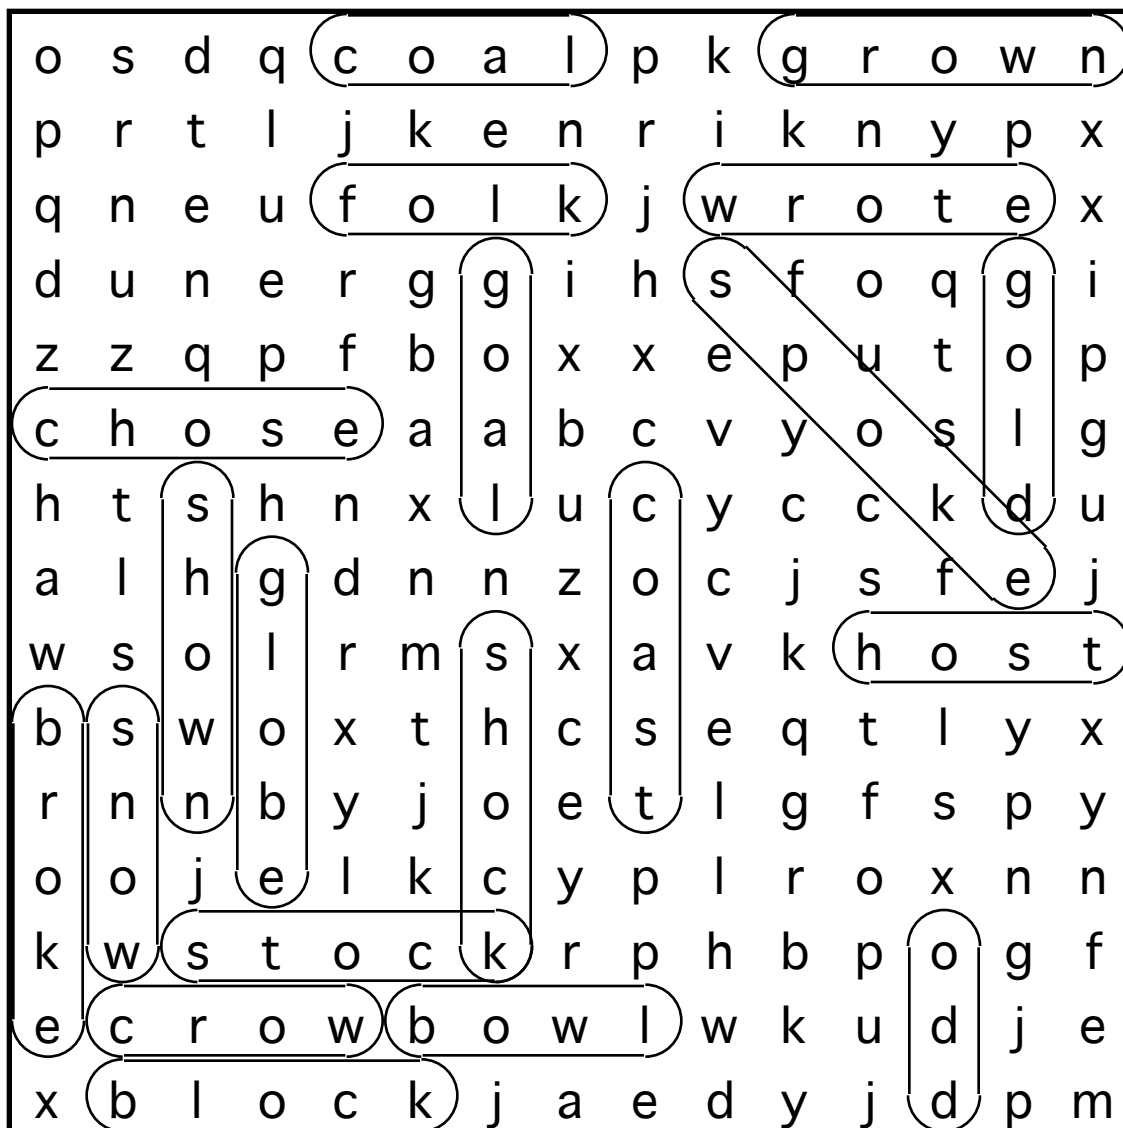 o s d q c o a l p k g r o w n
p r t l j k e n r i k n y p x
q n e u f o l k j w r o t e x
d u n e r g g i h s f o q g i
z z q p f b o x x e p u t o p
c h o s e a a b c v y o s l g
h t s h n x l u c y c c k d u
a l h g d n n z o c j s f e j
w s o l r m s x a v k h o s t
b s w o x t h c s e q t l y x
r n n b y j o e t l g f s p y
o o j e l k c y p l r o x n n
k w s t o c k r p h b p o g f
e c r o w b o w l w k u d j e
x b l o c k j a e d y j d p m